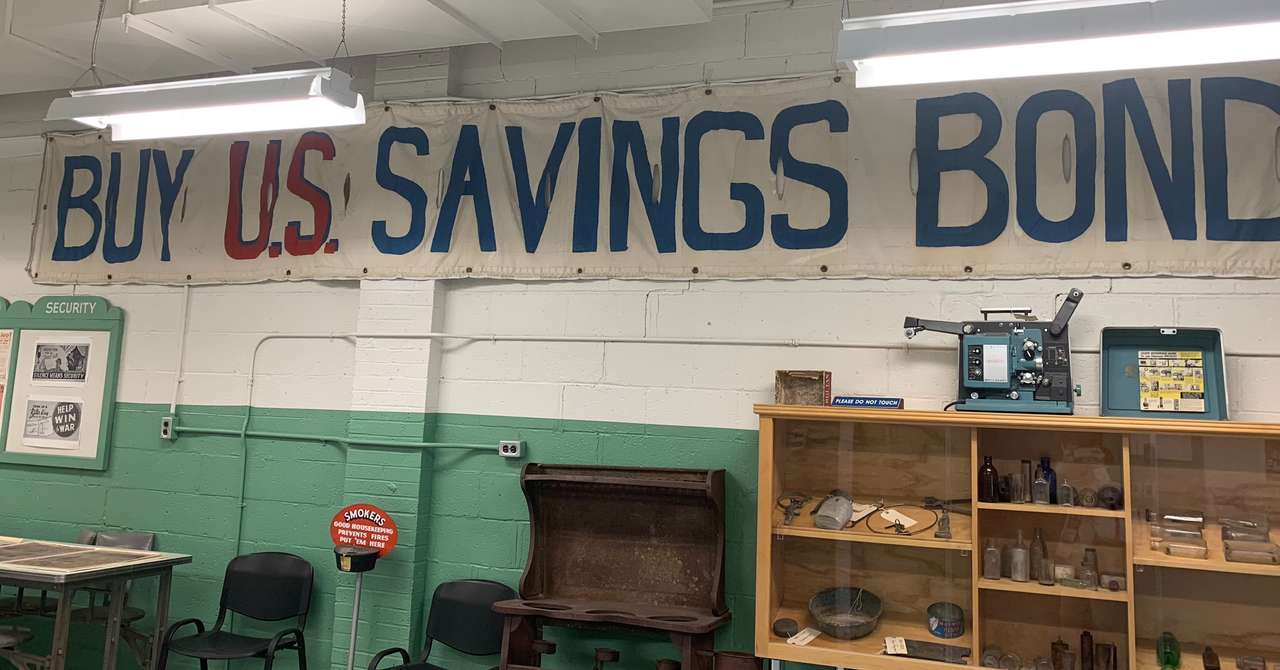 BUY U.S. SAVINGS BOND
SECURITY
SILENCE MEANS SECURITY
HELP
WIN
WAR
PLEASE DO NOT TOUCH
SMOKERS
GOOD HOUSEKEEPING
PREVENTS FIRES
PUT 'EM HERE